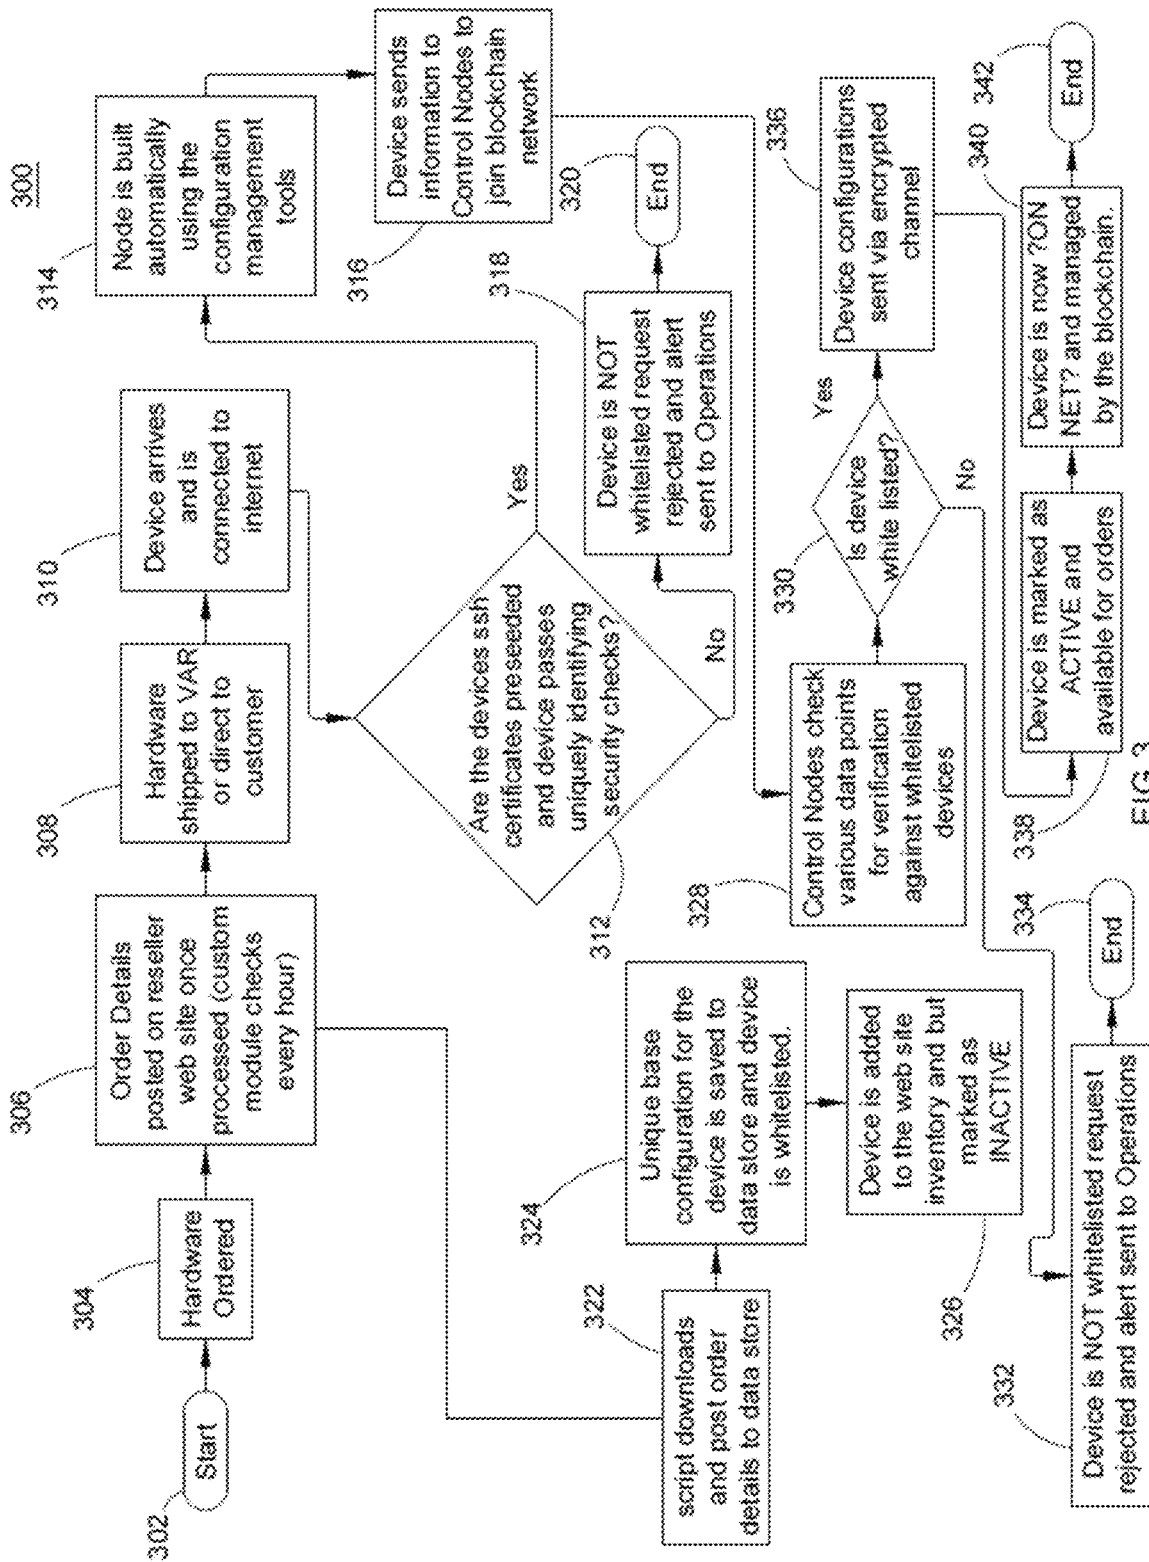 300
302
Start
304
Hardware
Ordered
306
Order Details
posted on reseller
web site once
processed (custom
module checks
every hour)
308
Hardware
shipped to VAR
or direct to
customer
310
Device arrives
and is
connected to
internet
312
Are the devices ssh
certificates preseeded
and device passes
uniquely identifying
security checks?
Yes
No
314
Node is built
automatically
using the
configuration
management
tools
316
Device sends
information to
Control Nodes to
join blockchain
network
318
Device is NOT
whitelisted request
rejected and alert
sent to Operations
320
End
322
script downloads
and post order
details to data store
324
Unique base
configuration for the
device is saved to
data store and device
is whitelisted.
326
Device is added
to the web site
inventory and but
marked as
INACTIVE
328
Control Nodes check
various data points
for verification
against whitelisted
devices
330
Is device
white listed?
Yes
No
332
Device is NOT whitelisted request
rejected and alert sent to Operations
334
End
336
Device configurations
sent via encrypted
channel
338
Device is marked as
ACTIVE and
available for orders
340
Device is now ?ON
NET? and managed
by the blockchain.
342
End
FIG. 3